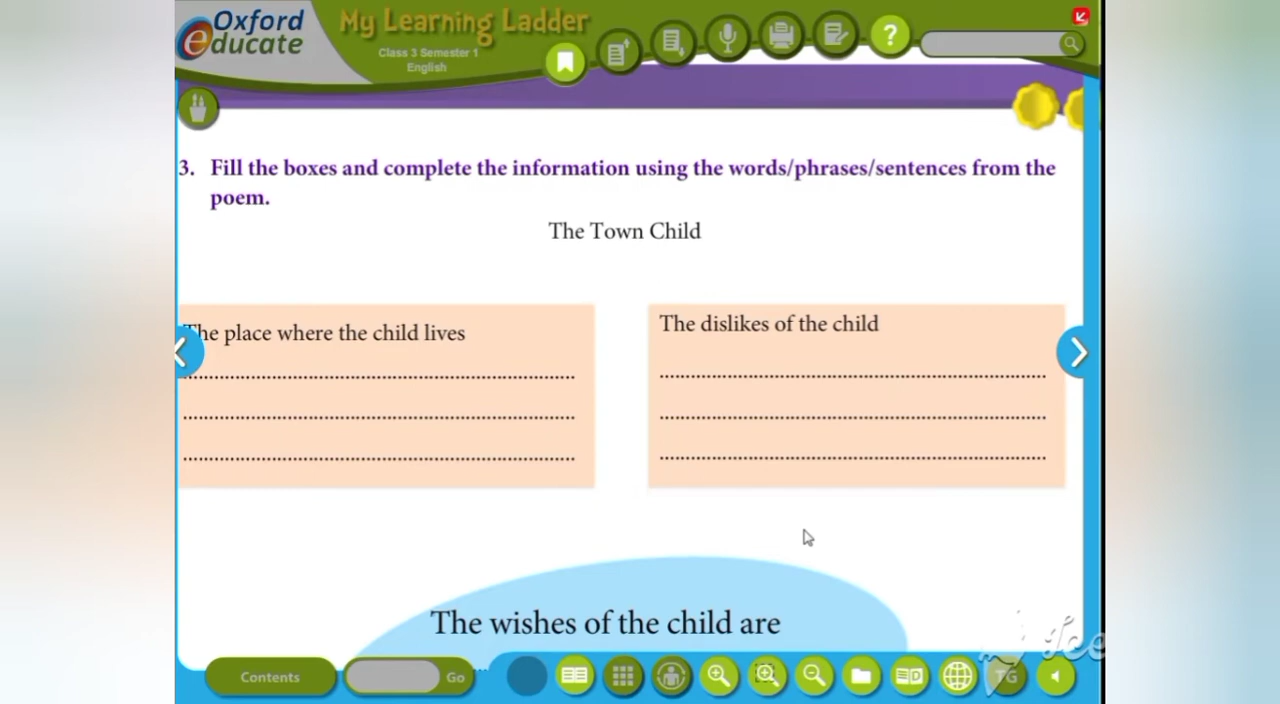 Oxford
educate
My Learning Ladder
Class 3 Semester 1
English
?
3. Fill the boxes and complete the information using the words/phrases/sentences from the
poem.
The Town Child
The place where the child lives
The dislikes of the child
The wishes of the child are
Contents
Go
D
TG